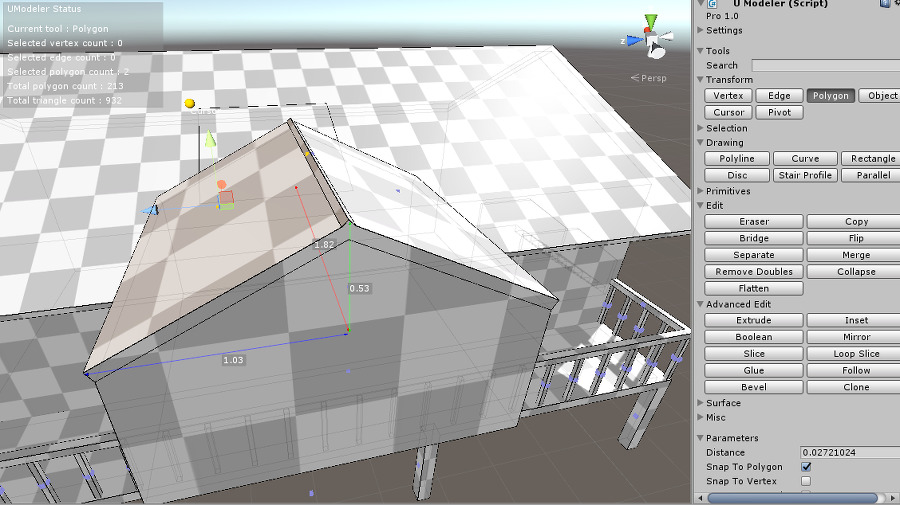 UModeler Status
Current tool : Polygon
Selected vertex count : 0
Selected edge count : 0
Selected polygon count : 2
Total polygon count : 213
Total triangle count : 932
z
Persp
1.82
0.53
1.03
U Modeler (Script)
Pro 1.0
Settings
Tools
Search
Transform
Vertex Edge Polygon Object
Cursor Pivot
Selection
Drawing
Polyline Curve Rectangle
Disc Stair Profile Parallel
Primitives
Edit
Eraser Copy
Bridge Flip
Separate Merge
Remove Doubles Collapse
Flatten
Advanced Edit
Extrude Inset
Boolean Mirror
Slice Loop Slice
Glue Follow
Bevel Clone
Surface
Misc
Parameters
Distance 0.02721024
Snap To Polygon
Snap To Vertex